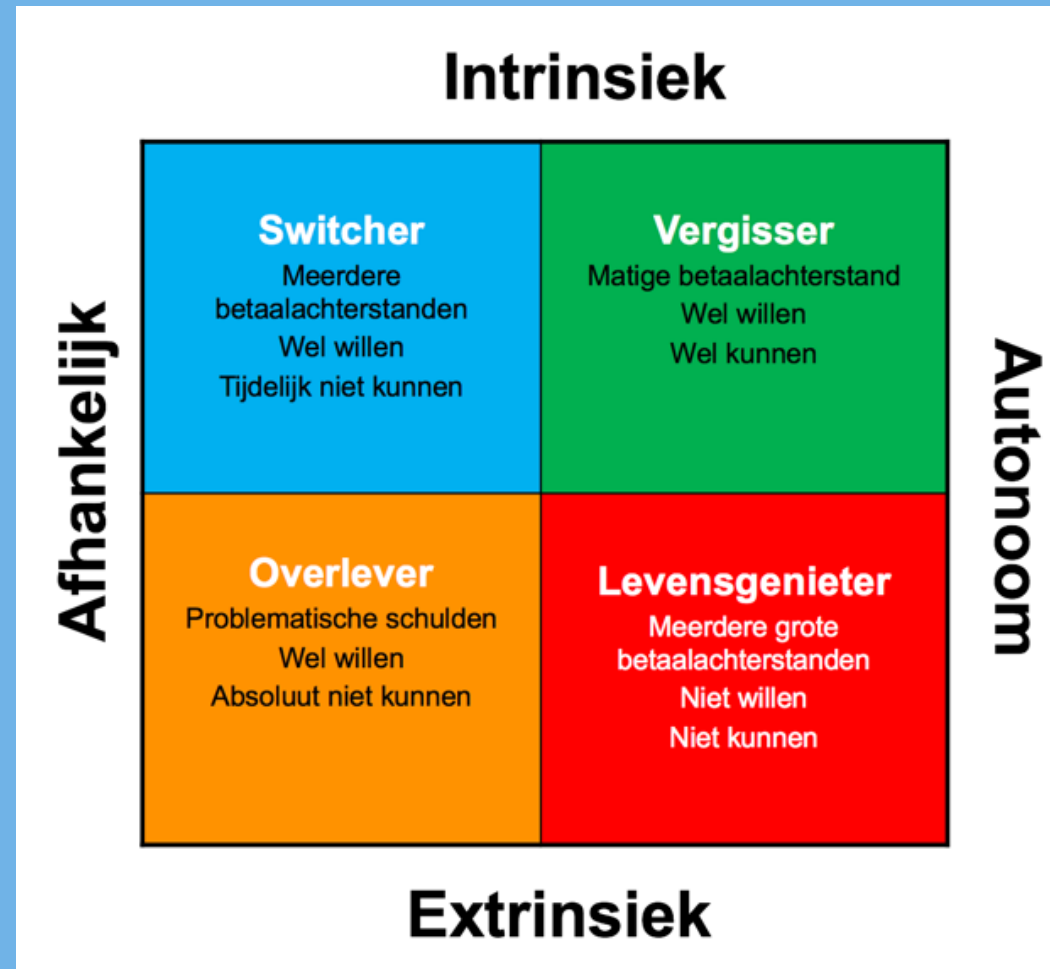 Intrinsiek
Afhankelijk
Switcher
Meerdere
betaalachterstanden
Wel willen
Tijdelijk niet kunnen
Vergisser
Matige betaalachterstand
Wel willen
Wel kunnen
Autonoom
Overlever
Problematische schulden
Wel willen
Absoluut niet kunnen
Levensgenieter
Meerdere grote
betaalachterstanden
Niet willen
Niet kunnen
Extrinsiek